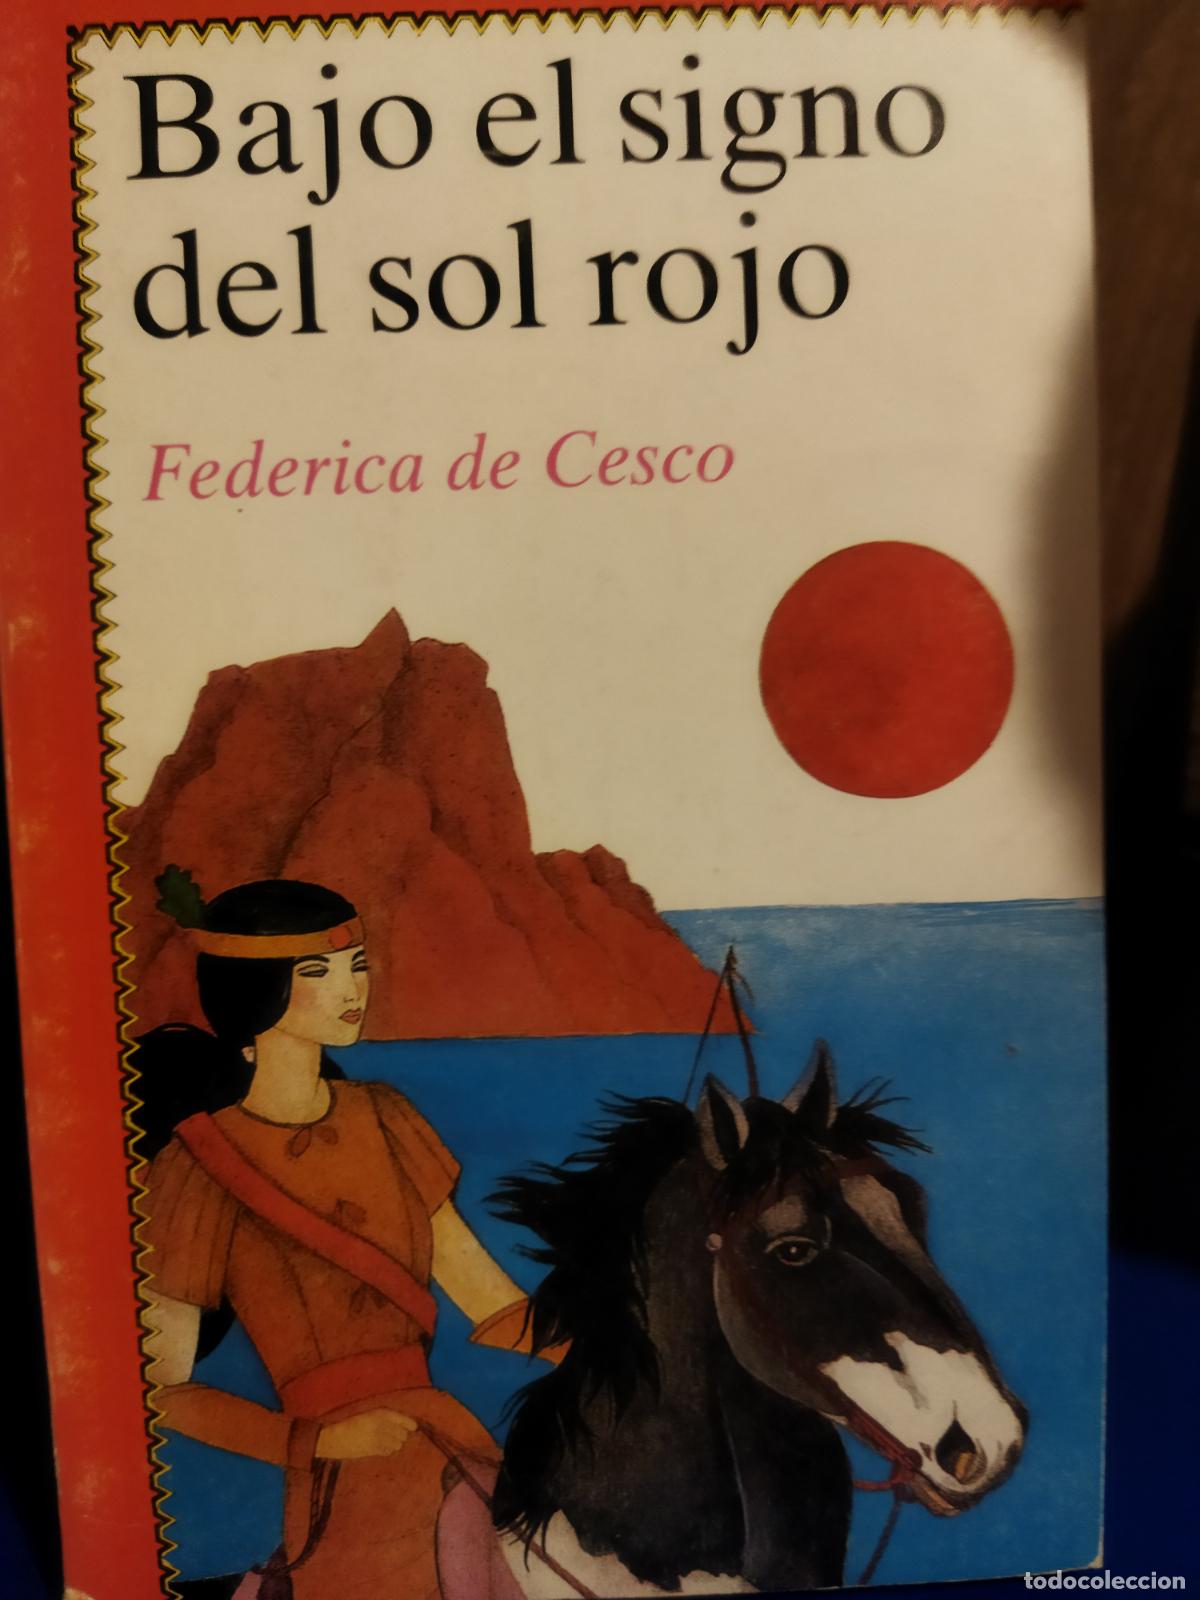 Bajo el signo
del sol rojo
Federica de Cesco
todocoleccion